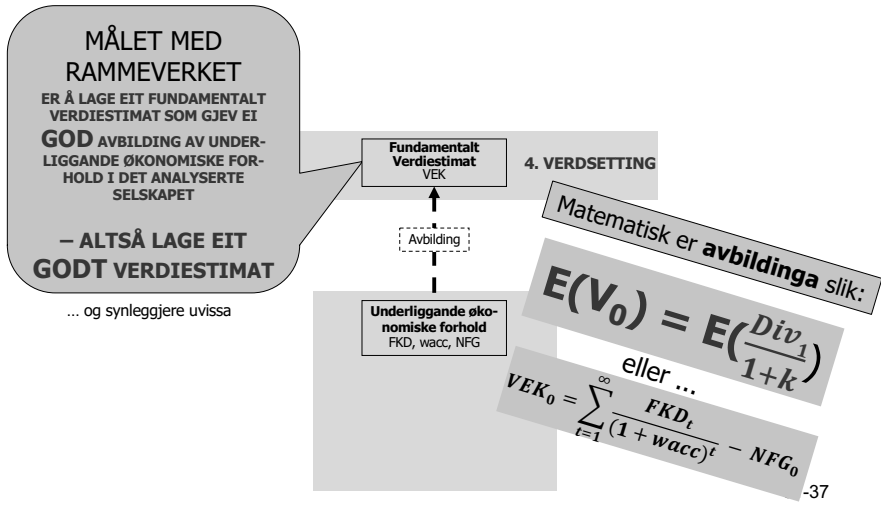 MÅLET MED
RAMMEVERKET
ER Å LAGE EIT FUNDAMENTALT
VERDIESTIMAT SOM GJEV EI
GOD AVBILDING AV UNDER-
LIGGANDE ØKONOMISKE FOR-
HOLD I DET ANALYSERTE
SELSKAPET
– ALTSÅ LAGE EIT
GODT VERDIESTIMAT
... og synleggjere uvissa
Fundamentalt
Verdiestimat
VEK
4. VERDSETTING
Avbilding
Underliggande øko-
nomiske forhold
FKD, wacc, NFG
Matematisk er avbildinga slik:
E(V₀) = E(Div₁/1+k)
eller ...
VEK₀ = ∑_{t=1}^{∞} FKD_t/(1 + wacc)^t − NFG₀
-37